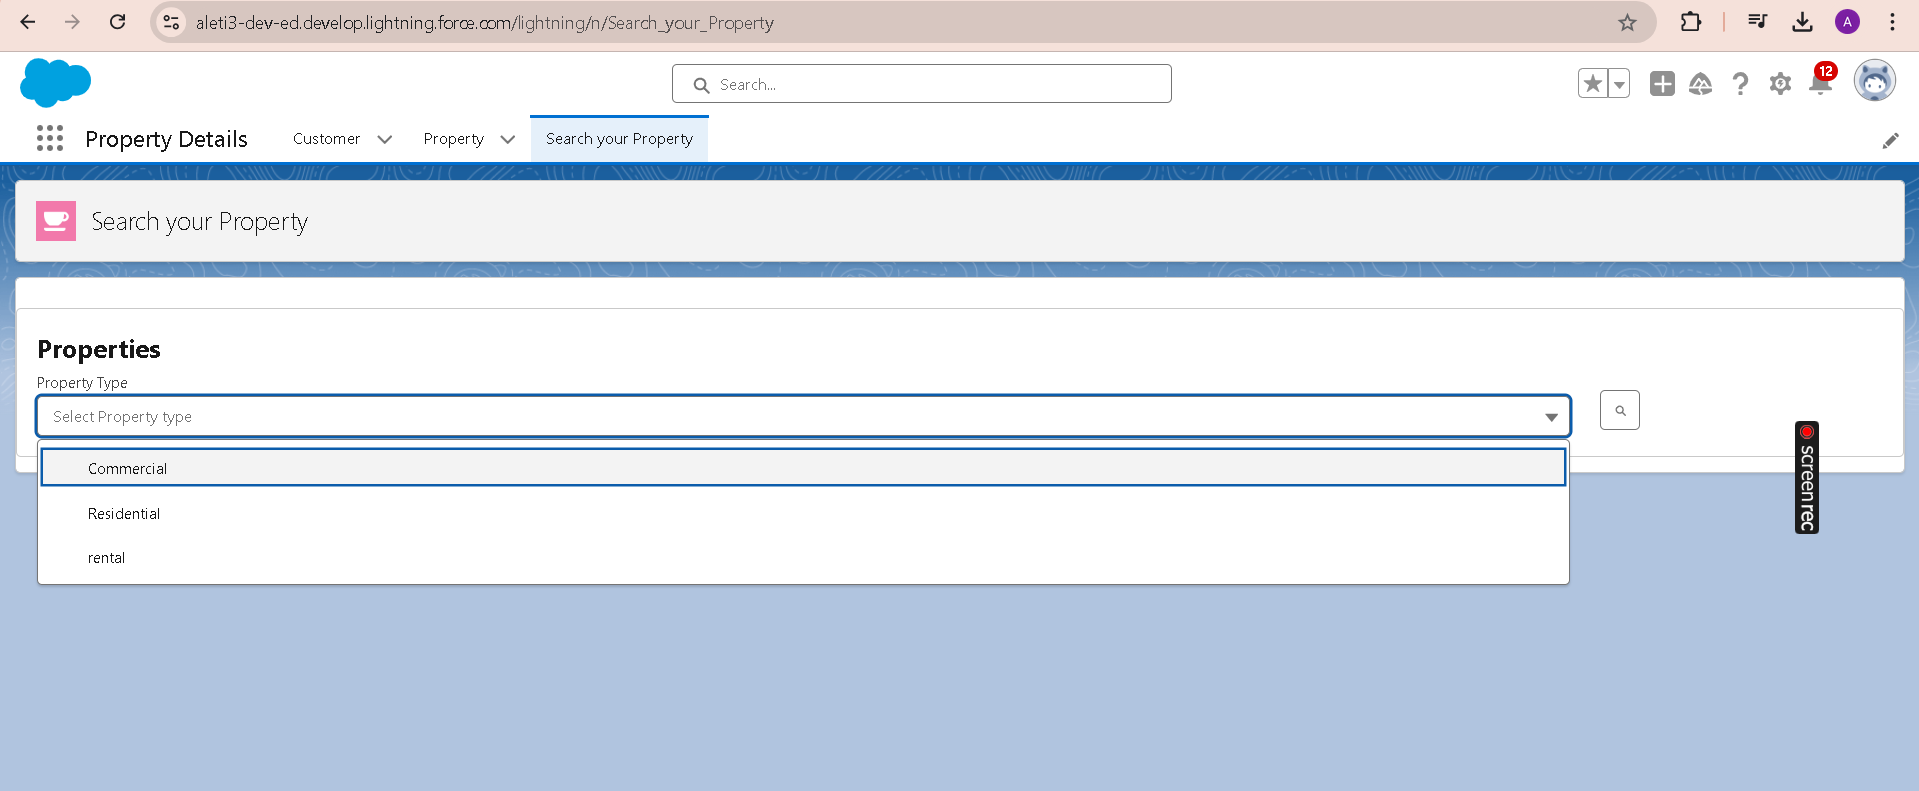 aleti3-dev-ed.develop.lightning.force.com/lightning/n/Search_your_Property
A
Search...
12
Property Details
Customer
Property
Search your Property
Search your Property
Properties
Property Type
Select Property type
Commercial
Residential
rental
screenrec